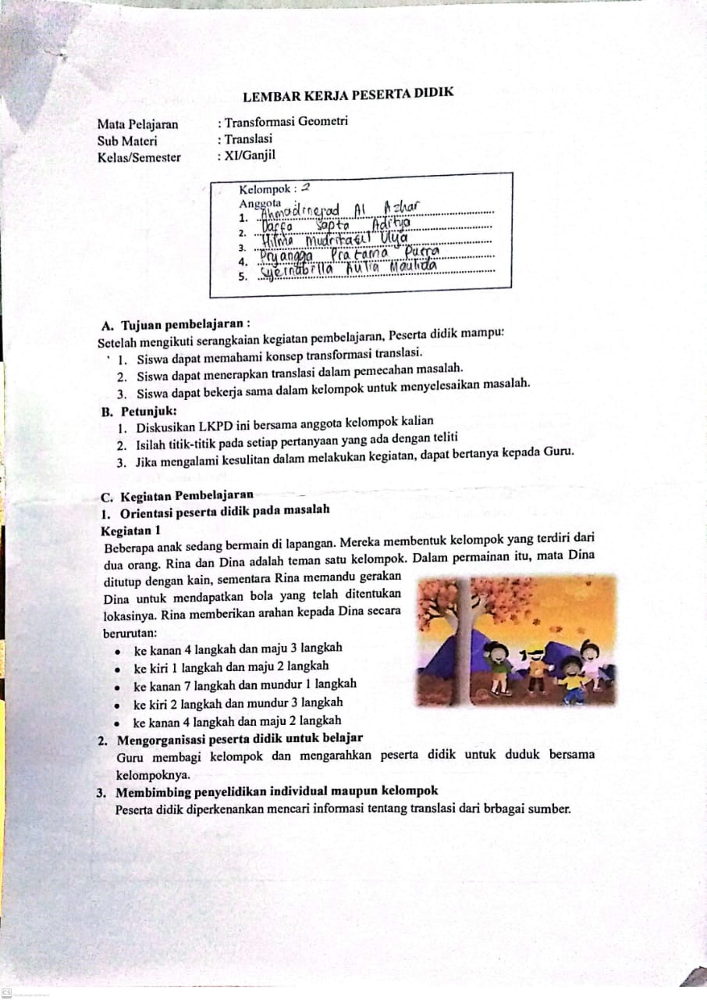 LEMBAR KERJA PESERTA DIDIK
Mata Pelajaran : Transformasi Geometri
Sub Materi : Translasi
Kelas/Semester : XI/Ganjil
Kelompok : 2
Anggota
1. Ahmadinejad Al Azhar
2. Daffa Sapta Aditya
3. Hilma Ulya
4. Pryangga Pratama Putra
5. Syeinabilla Aulia Maulida
A. Tujuan pembelajaran :
Setelah mengikuti serangkaian kegiatan pembelajaran, Peserta didik mampu:
1. Siswa dapat memahami konsep transformasi translasi.
2. Siswa dapat menerapkan translasi dalam pemecahan masalah.
3. Siswa dapat bekerja sama dalam kelompok untuk menyelesaikan masalah.
B. Petunjuk:
1. Diskusikan LKPD ini bersama anggota kelompok kalian
2. Isilah titik-titik pada setiap pertanyaan yang ada dengan teliti
3. Jika mengalami kesulitan dalam melakukan kegiatan, dapat bertanya kepada Guru.
C. Kegiatan Pembelajaran
1. Orientasi peserta didik pada masalah
Kegiatan 1
Beberapa anak sedang bermain di lapangan. Mereka membentuk kelompok yang terdiri dari
dua orang. Rina dan Dina adalah teman satu kelompok. Dalam permainan itu, mata Dina
ditutup dengan kain, sementara Rina memandu gerakan
Dina untuk mendapatkan bola yang telah ditentukan
lokasinya. Rina memberikan arahan kepada Dina secara
berurutan:
• ke kanan 4 langkah dan maju 3 langkah
• ke kiri 1 langkah dan maju 2 langkah
• ke kanan 7 langkah dan mundur 1 langkah
• ke kiri 2 langkah dan mundur 3 langkah
• ke kanan 4 langkah dan maju 2 langkah
2. Mengorganisasi peserta didik untuk belajar
Guru membagi kelompok dan mengarahkan peserta didik untuk duduk bersama
kelompoknya.
3. Membimbing penyelidikan individual maupun kelompok
Peserta didik diperkenankan mencari informasi tentang translasi dari brbagai sumber.
CS